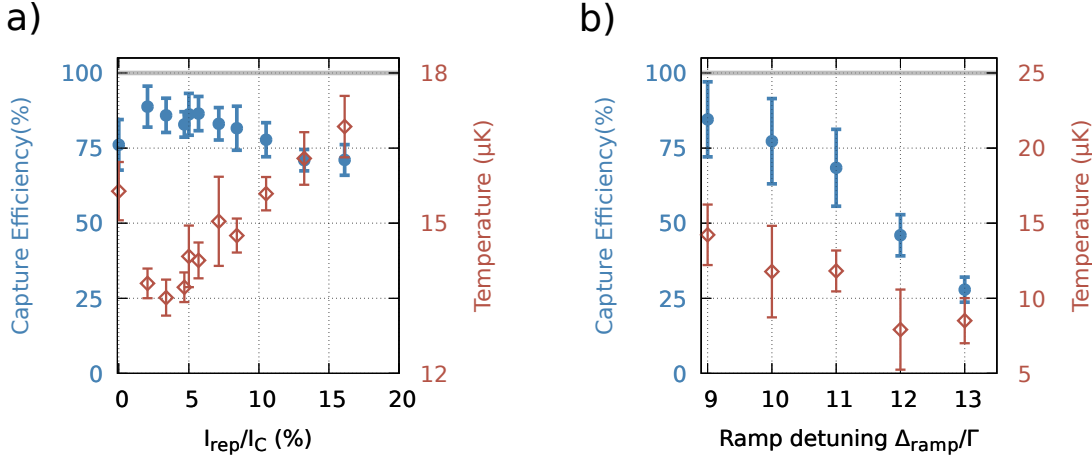 a)
Capture Efficiency(%)
100
75
50
25
0
18
15
12
Temperature (μK)
0 5 10 15 20
I_rep/I_C (%)
b)
Capture Efficiency(%)
100
75
50
25
0
25
20
15
10
5
Temperature (μK)
9 10 11 12 13
Ramp detuning Δ_ramp/Γ